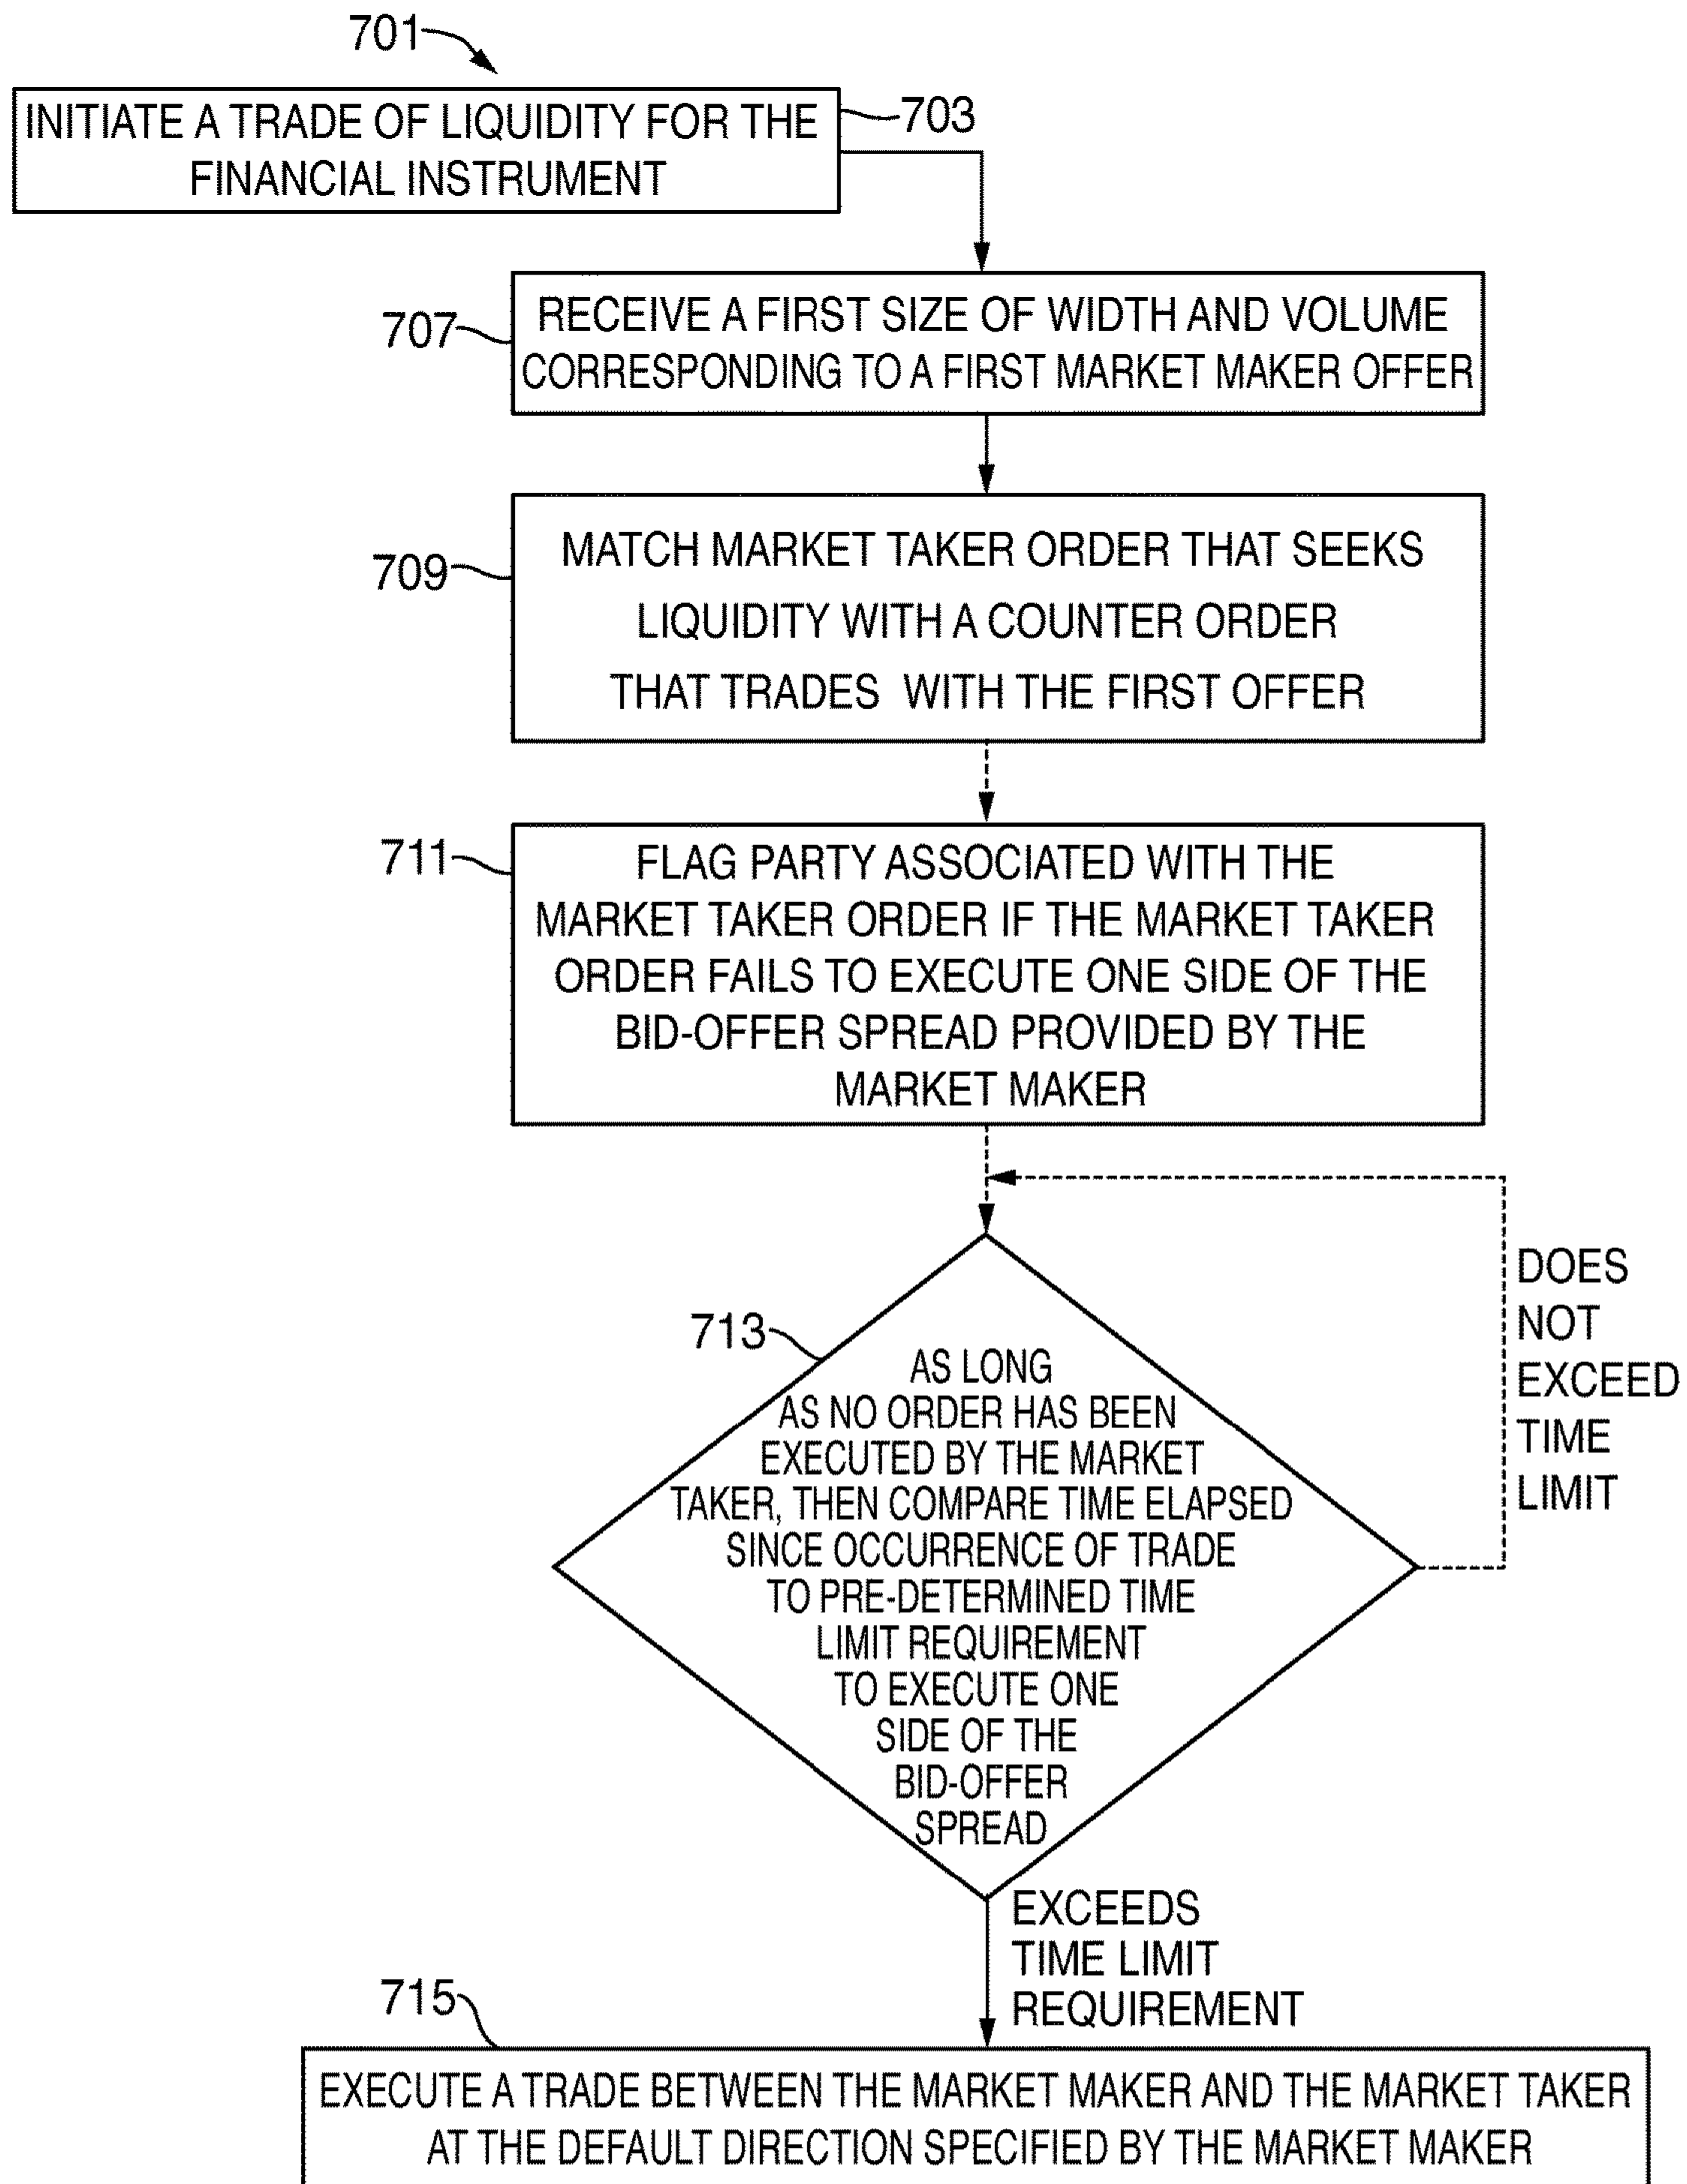 701
INITIATE A TRADE OF LIQUIDITY FOR THE
FINANCIAL INSTRUMENT
703
707
RECEIVE A FIRST SIZE OF WIDTH AND VOLUME
CORRESPONDING TO A FIRST MARKET MAKER OFFER
709
MATCH MARKET TAKER ORDER THAT SEEKS
LIQUIDITY WITH A COUNTER ORDER
THAT TRADES WITH THE FIRST OFFER
711
FLAG PARTY ASSOCIATED WITH THE
MARKET TAKER ORDER IF THE MARKET TAKER
ORDER FAILS TO EXECUTE ONE SIDE OF THE
BID-OFFER SPREAD PROVIDED BY THE
MARKET MAKER
713
AS LONG
AS NO ORDER HAS BEEN
EXECUTED BY THE MARKET
TAKER, THEN COMPARE TIME ELAPSED
SINCE OCCURRENCE OF TRADE
TO PRE-DETERMINED TIME
LIMIT REQUIREMENT
TO EXECUTE ONE
SIDE OF THE
BID-OFFER
SPREAD
DOES
NOT
EXCEED
TIME
LIMIT
EXCEEDS
TIME LIMIT
REQUIREMENT
715
EXECUTE A TRADE BETWEEN THE MARKET MAKER AND THE MARKET TAKER
AT THE DEFAULT DIRECTION SPECIFIED BY THE MARKET MAKER